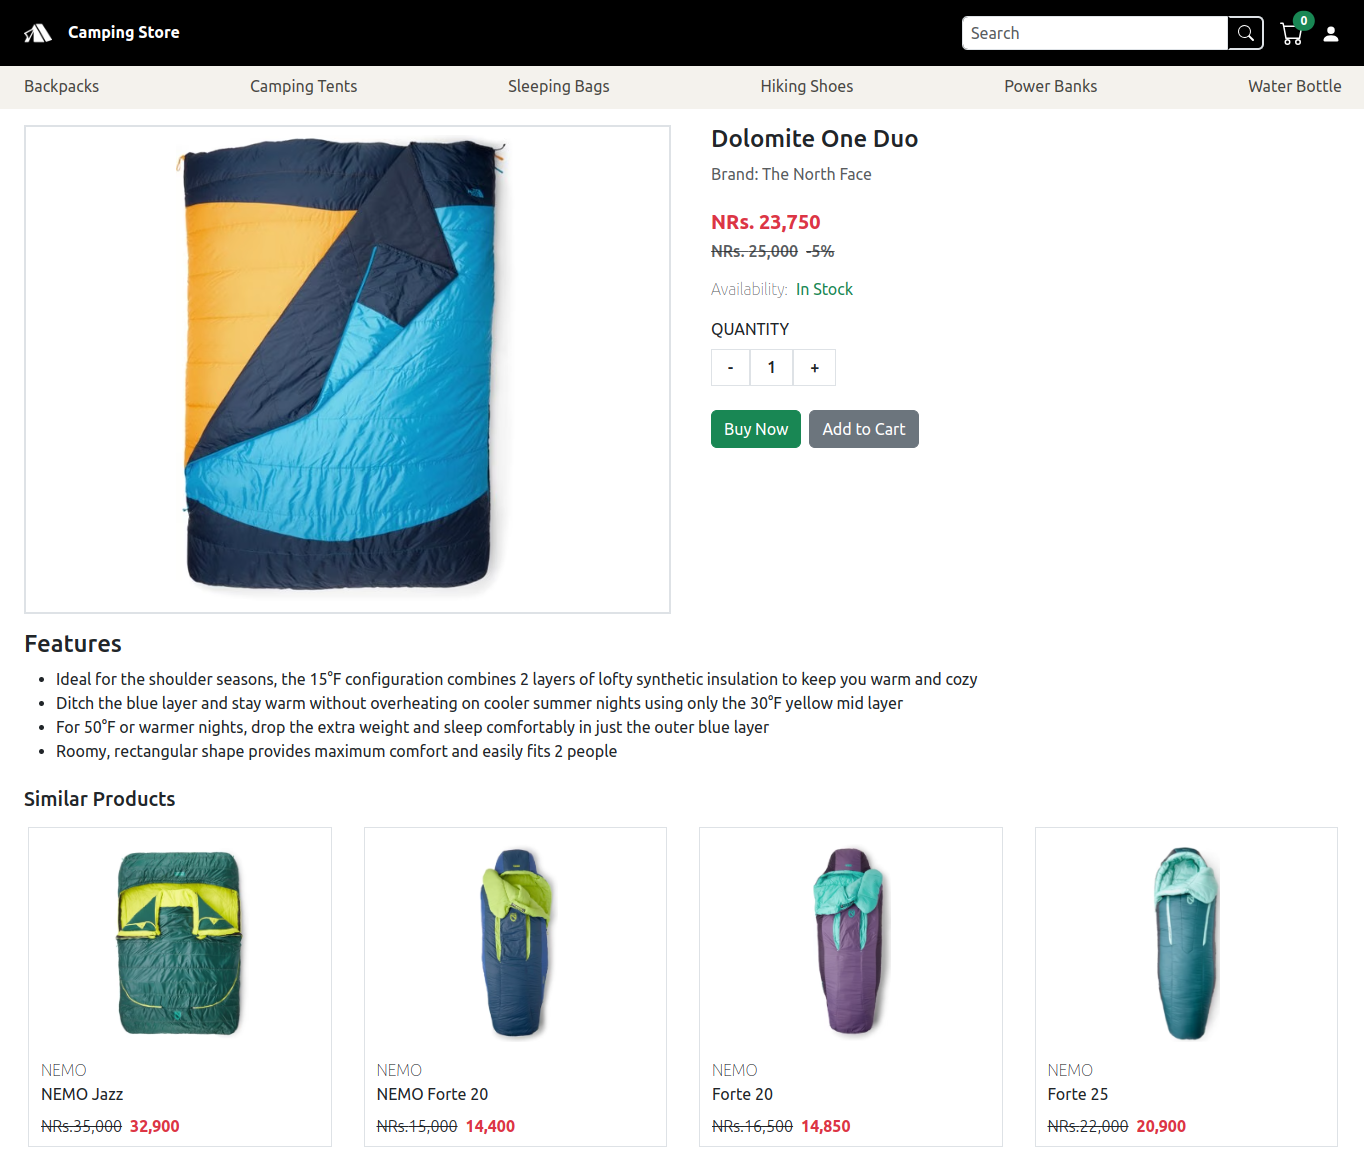 Camping Store
Search
0
Backpacks Camping Tents Sleeping Bags Hiking Shoes Power Banks Water Bottle
Dolomite One Duo
Brand: The North Face
NRs. 23,750
NRs. 25,000 -5%
Availability: In Stock
QUANTITY
- 1 +
Buy Now Add to Cart
Features
• Ideal for the shoulder seasons, the 15°F configuration combines 2 layers of lofty synthetic insulation to keep you warm and cozy
• Ditch the blue layer and stay warm without overheating on cooler summer nights using only the 30°F yellow mid layer
• For 50°F or warmer nights, drop the extra weight and sleep comfortably in just the outer blue layer
• Roomy, rectangular shape provides maximum comfort and easily fits 2 people
Similar Products
NEMO
NEMO Jazz
NRs.35,000 32,900
NEMO
NEMO Forte 20
NRs.15,000 14,400
NEMO
Forte 20
NRs.16,500 14,850
NEMO
Forte 25
NRs.22,000 20,900